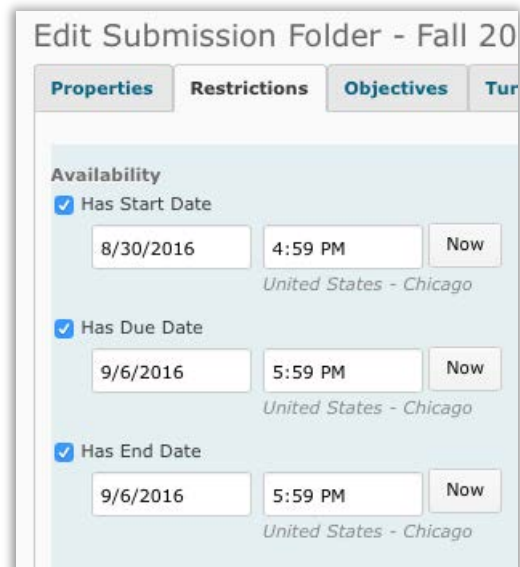 Edit Submission Folder - Fall 20
Properties Restrictions Objectives Tur
Availability
Has Start Date
8/30/2016 4:59 PM Now
United States - Chicago
Has Due Date
9/6/2016 5:59 PM Now
United States - Chicago
Has End Date
9/6/2016 5:59 PM Now
United States - Chicago